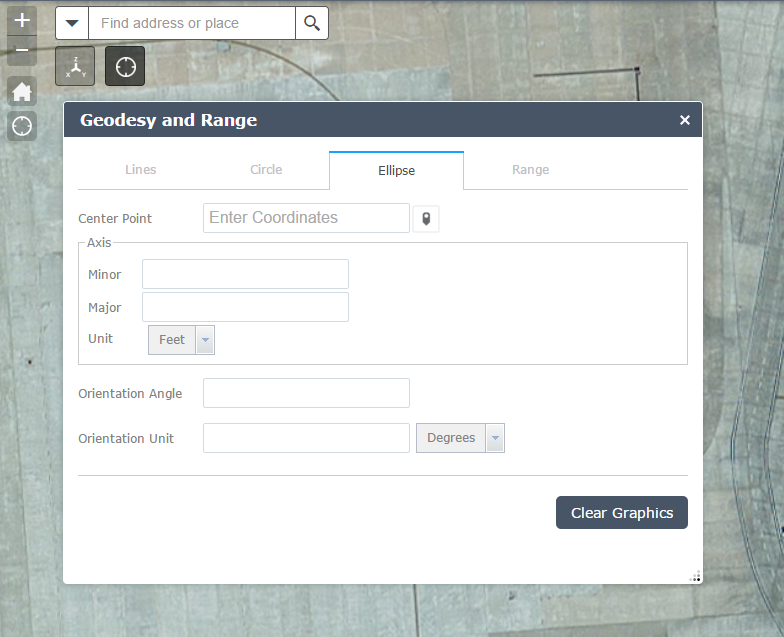 +
Find address or place
−
Z
X Y
Geodesy and Range ×
Lines Circle Ellipse Range
Center Point Enter Coordinates
Axis
Minor
Major
Unit Feet
Orientation Angle
Orientation Unit Degrees
Clear Graphics